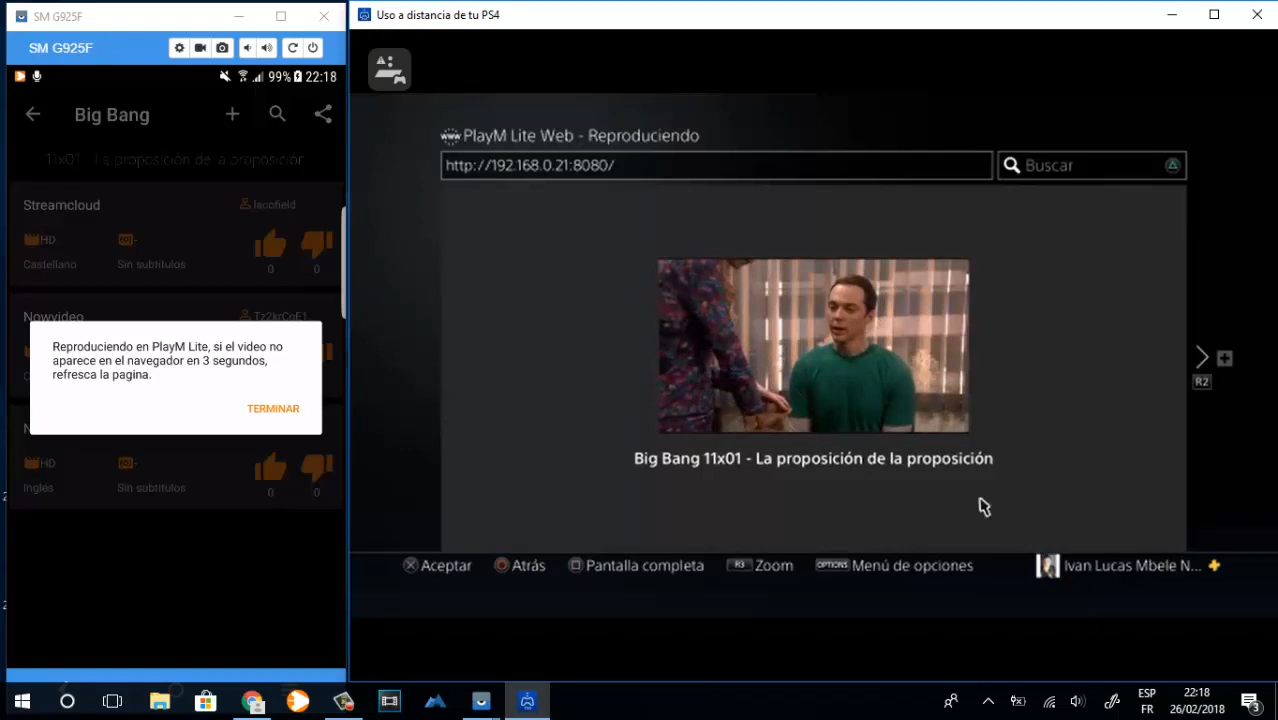 SM G925F
SM G925F
99% 22:18
Big Bang
11x01 - La proposición de la proposición
Streamcloud
lacofield
HD
Castellano
Sin subtítulos
0
0
Nowvideo
Tz2krCoE1
Reproduciendo en PlayM Lite, si el video no
aparece en el navegador en 3 segundos,
refresca la pagina.
TERMINAR
HD
Inglés
Sin subtítulos
0
0
Uso a distancia de tu PS4
www PlayM Lite Web - Reproduciendo
http://192.168.0.21:8080/
Buscar
R2
Big Bang 11x01 - La proposición de la proposición
Aceptar
Atrás
Pantalla completa
R3 Zoom
OPTIONS Menú de opciones
Ivan Lucas Mbele N...
ESP
FR
22:18
26/02/2018
3